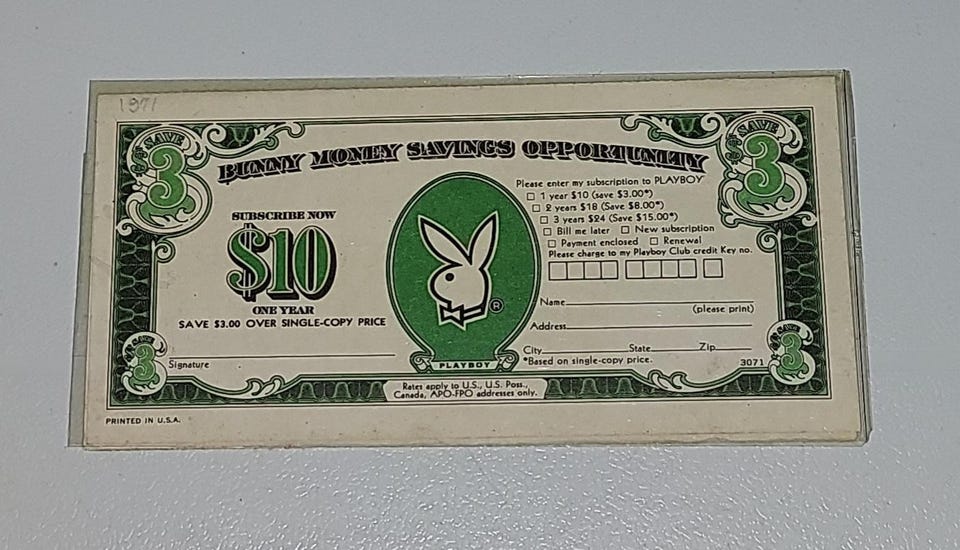 1971
SAVE 3
SAVE 3
BUNNY MONEY SAVINGS OPPORTUNITY
SUBSCRIBE NOW
$10
ONE YEAR
SAVE $3.00 OVER SINGLE-COPY PRICE
Signature
®
PLAYBOY
Please enter my subscription to PLAYBOY
□ 1 year $10 (save $3.00*)
□ 2 years $18 (Save $8.00*)
□ 3 years $24 (Save $15.00*)
□ Bill me later □ New subscription
□ Payment enclosed □ Renewal
Please charge to my Playboy Club credit Key no.
Name
(please print)
Address
City State Zip
*Based on single-copy price. 3071
SAVE 3
SAVE 3
Rates apply to U.S., U.S. Poss.,
Canada, APO-FPO addresses only.
PRINTED IN U.S.A.